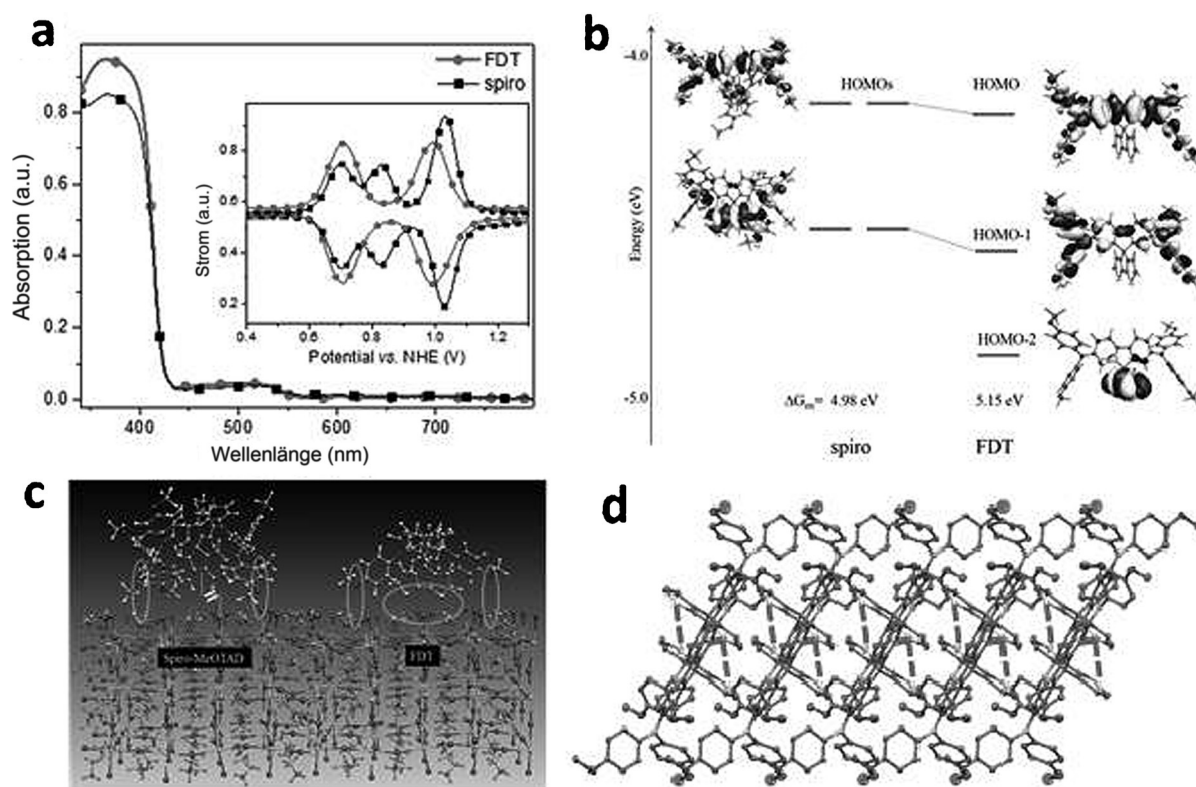 a
FDT
spiro
Absorption (a.u.)
0.8
0.6
0.4
0.2
0.0
400
500
600
700
Wellenlänge (nm)
Strom (a.u.)
0.8
0.6
0.4
0.2
0.4
0.6
0.8
1.0
1.2
Potential vs. NHE (V)
b
-4.0
Energy (eV)
-5.0
HOMOs
HOMO
HOMO-1
HOMO-2
ΔGₘ= 4.98 eV
5.15 eV
spiro
FDT
c
Spiro-MeOTAD
FDT
d